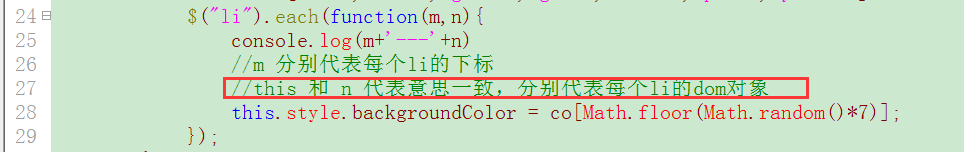 24 $("li").each(function(m,n){
25 console.log(m+'---'+n)
26 //m 分别代表每个li的下标
27 //this 和 n 代表意思一致，分别代表每个li的dom对象
28 this.style.backgroundColor = co[Math.floor(Math.random()*7)];
29 });